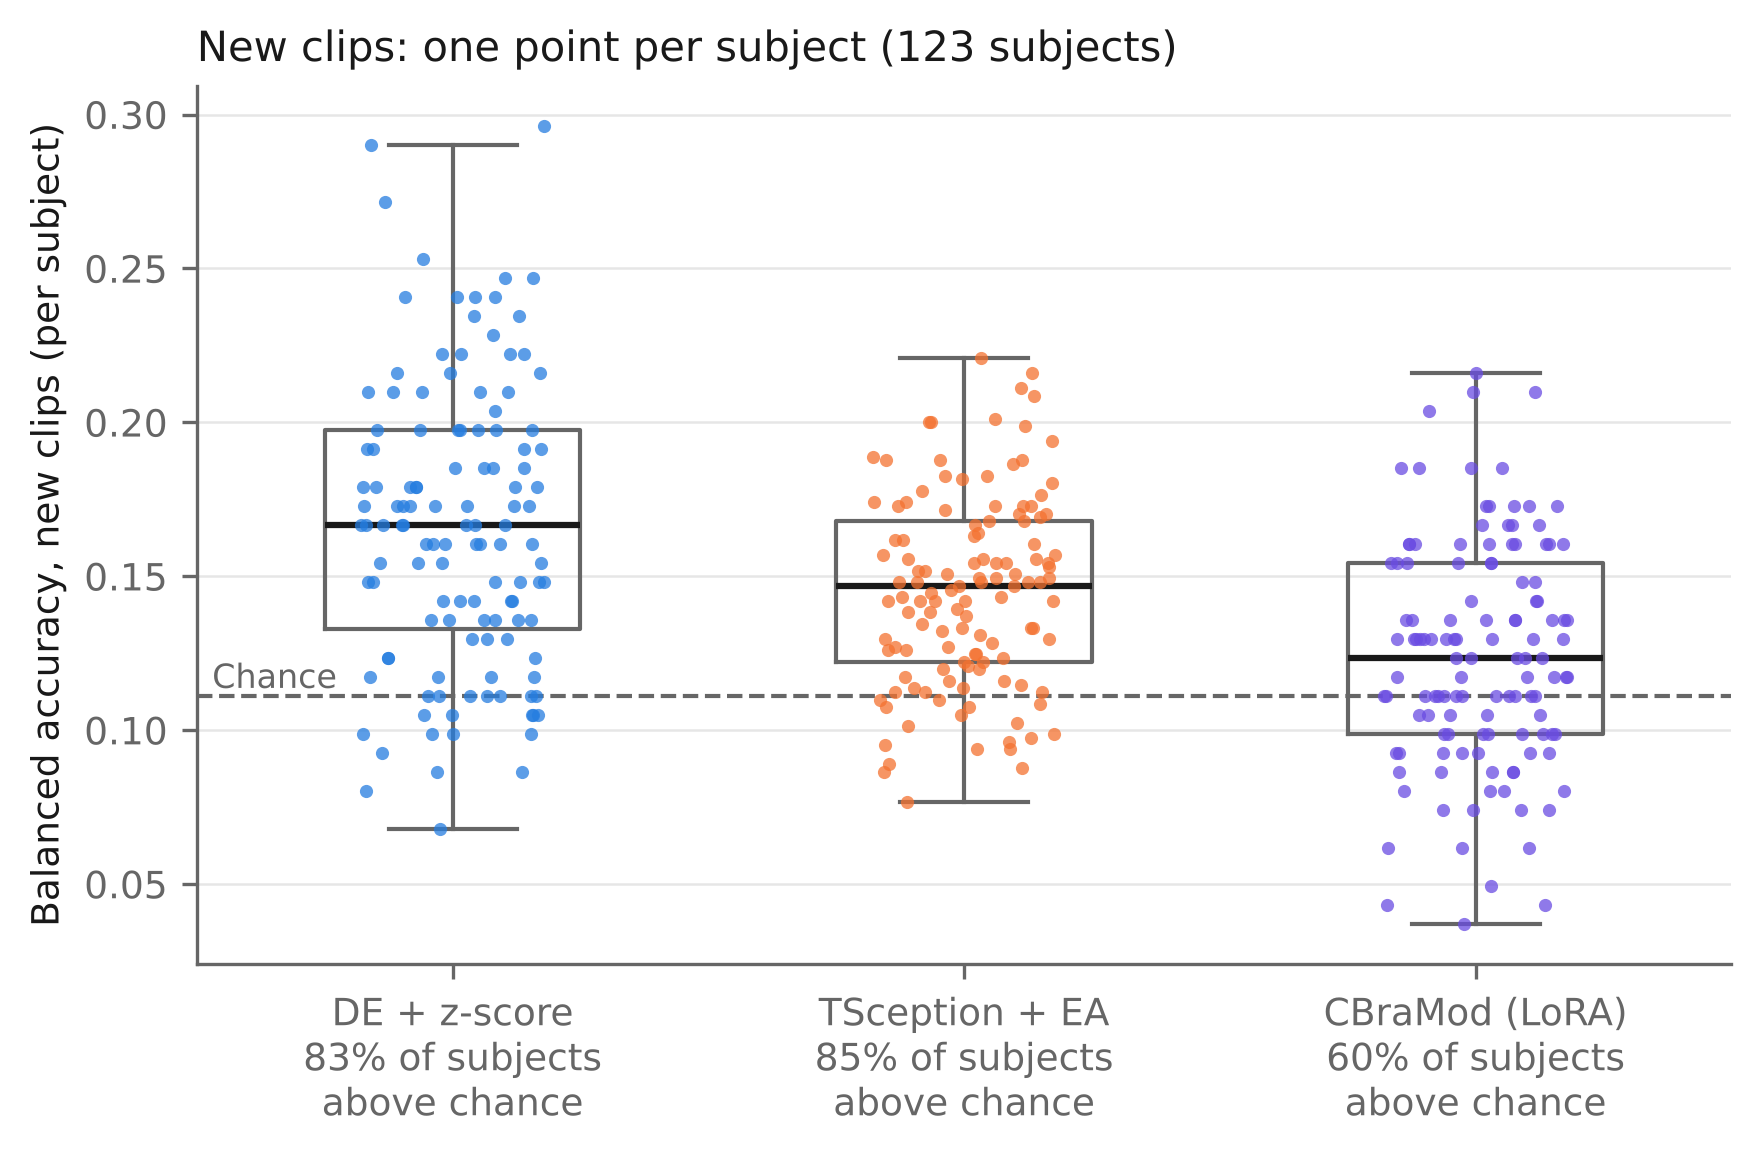 New clips: one point per subject (123 subjects)
Balanced accuracy, new clips (per subject)
0.30
0.25
0.20
0.15
0.10
0.05
Chance
DE + z-score
83% of subjects
above chance
TSception + EA
85% of subjects
above chance
CBraMod (LoRA)
60% of subjects
above chance